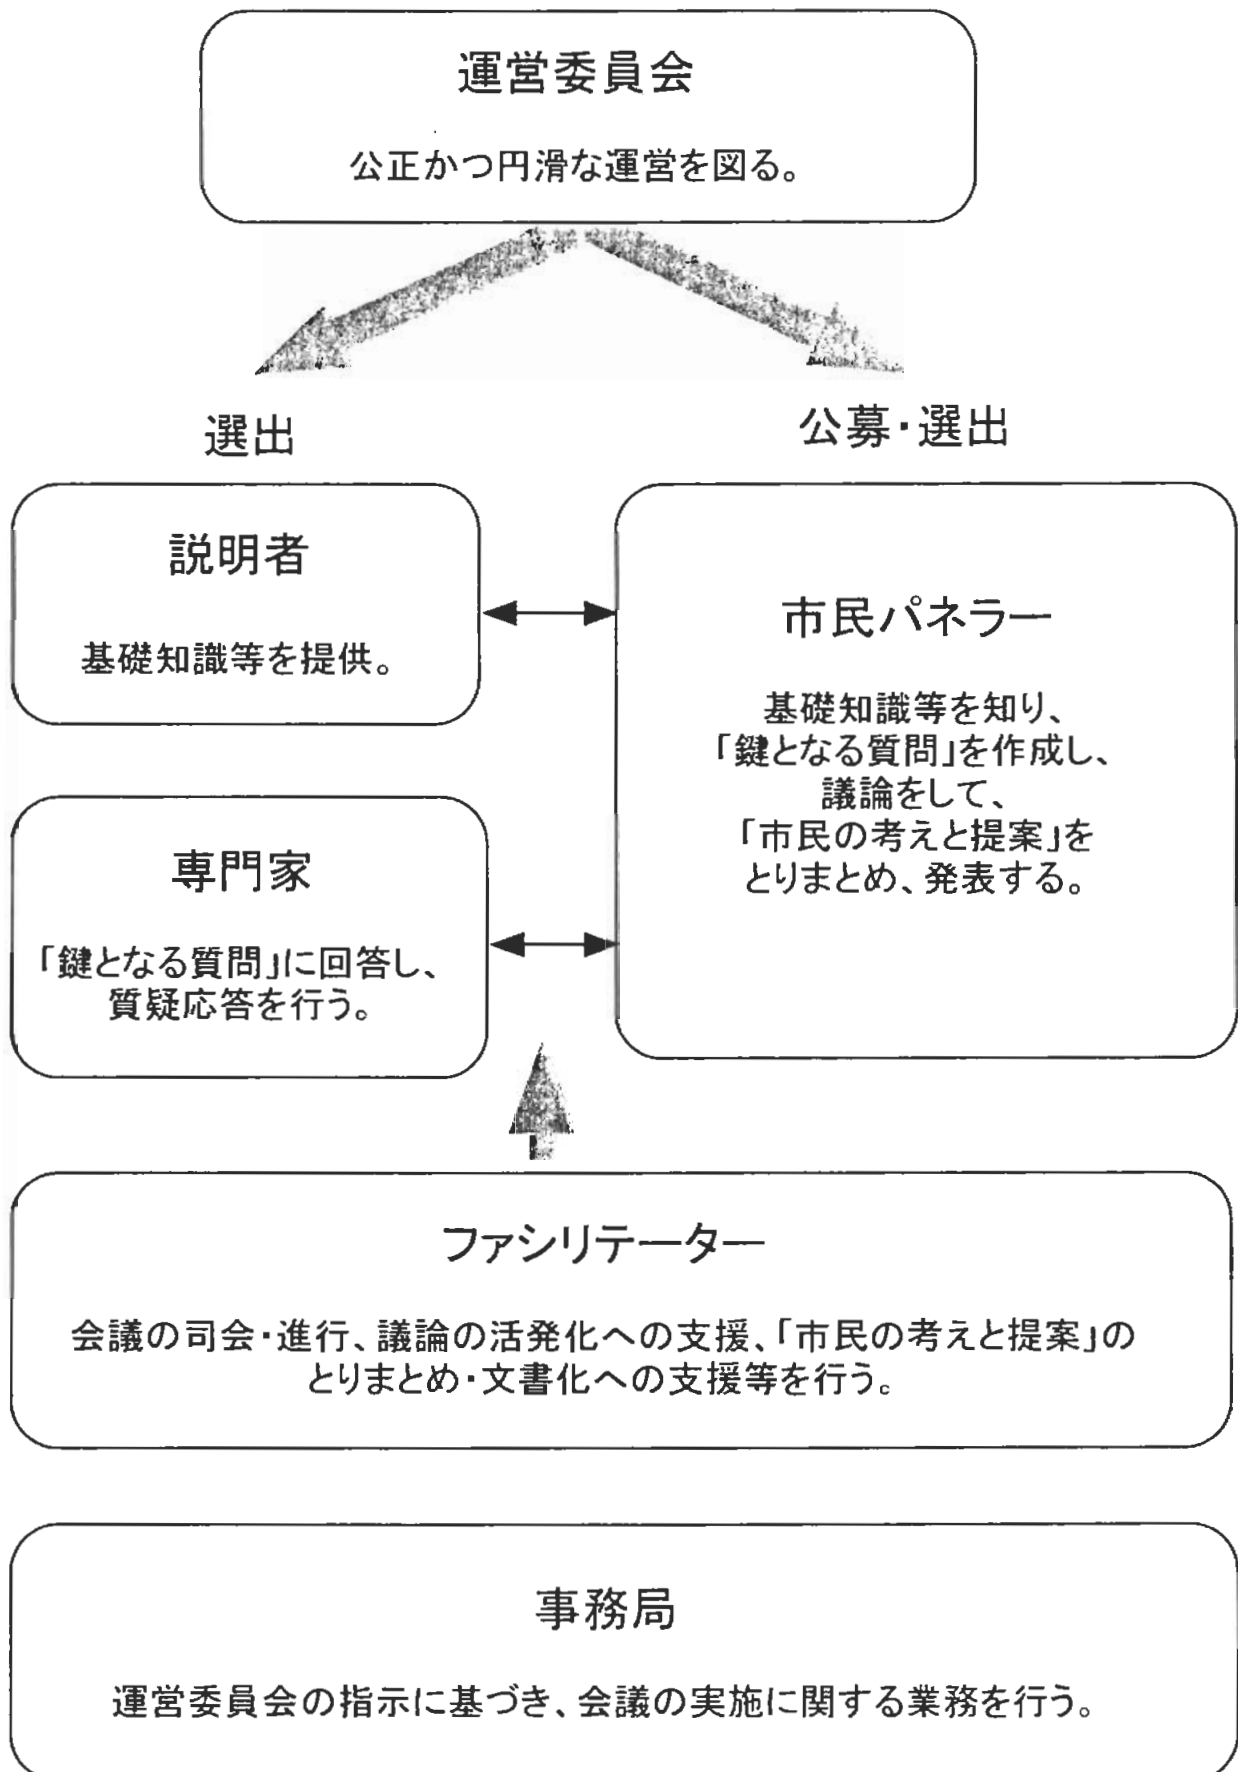 運営委員会
公正かつ円滑な運営を図る。
選出
公募・選出
説明者
基礎知識等を提供。
市民パネラー
基礎知識等を知り、
「鍵となる質問」を作成し、
議論をして、
「市民の考えと提案」を
とりまとめ、発表する。
専門家
「鍵となる質問」に回答し、
質疑応答を行う。
ファシリテーター
会議の司会・進行、議論の活発化への支援、「市民の考えと提案」の
とりまとめ・文書化への支援等を行う。
事務局
運営委員会の指示に基づき、会議の実施に関する業務を行う。